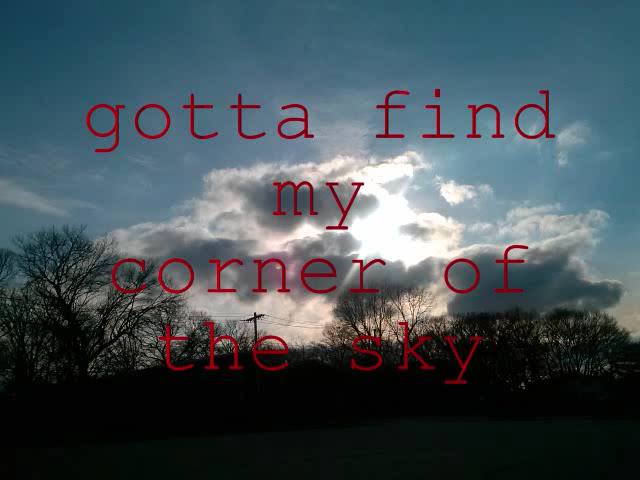 gotta find
my
corner of
the sky